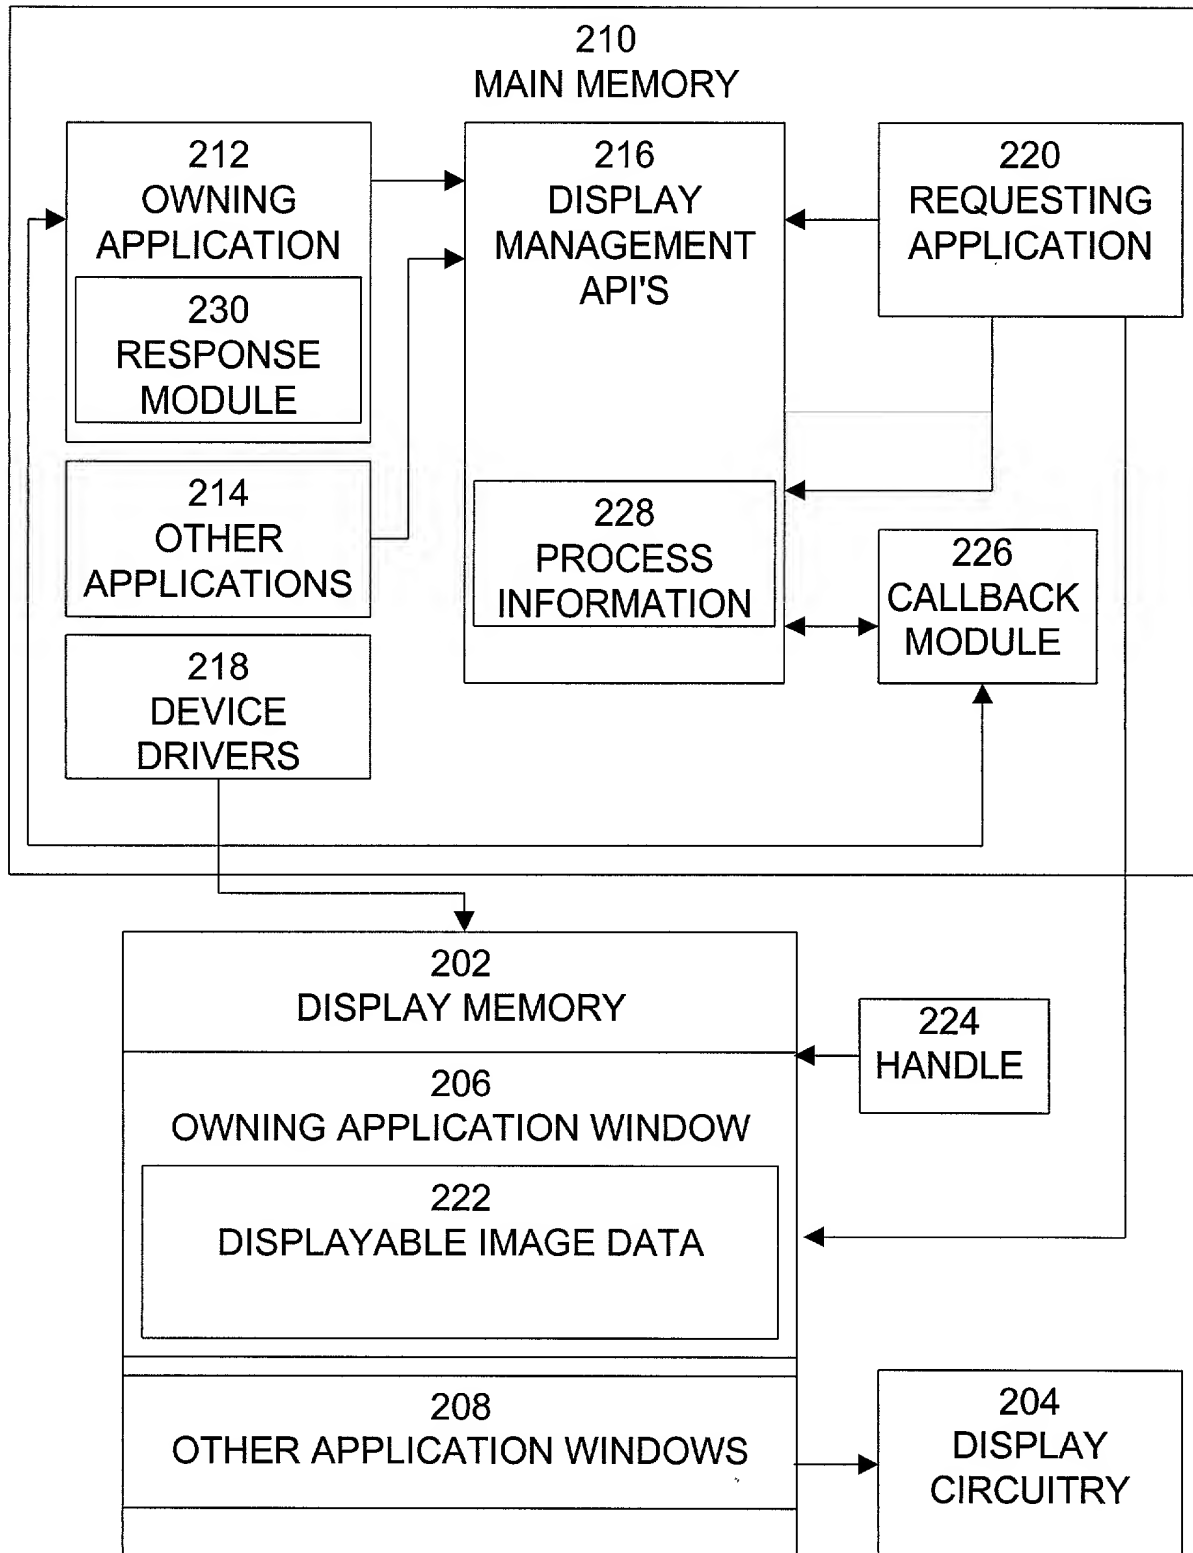 210
MAIN MEMORY
212
OWNING
APPLICATION
230
RESPONSE
MODULE
214
OTHER
APPLICATIONS
218
DEVICE
DRIVERS
216
DISPLAY
MANAGEMENT
API'S
228
PROCESS
INFORMATION
220
REQUESTING
APPLICATION
226
CALLBACK
MODULE
202
DISPLAY MEMORY
224
HANDLE
206
OWNING APPLICATION WINDOW
222
DISPLAYABLE IMAGE DATA
208
OTHER APPLICATION WINDOWS
204
DISPLAY
CIRCUITRY